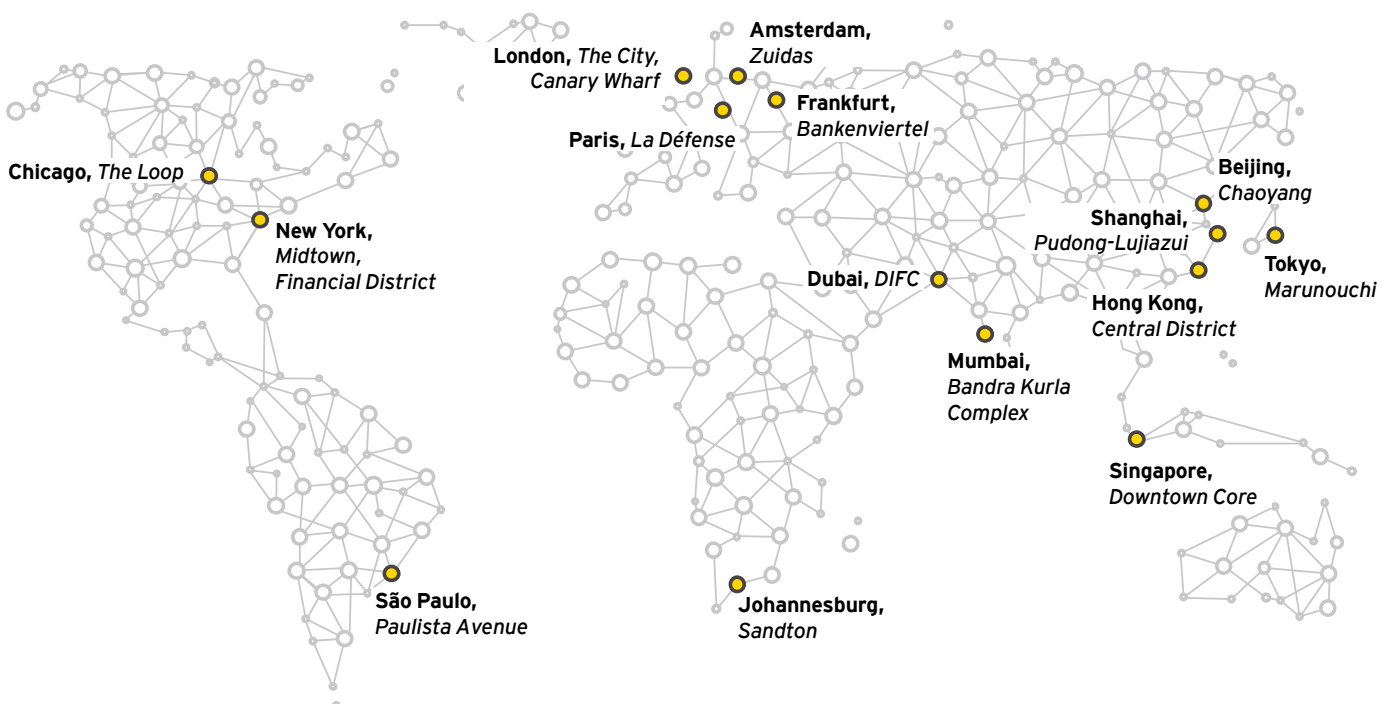 London, The City,
Canary Wharf
Amsterdam,
Zuidas
Frankfurt,
Bankenviertel
Paris, La Défense
Chicago, The Loop
New York,
Midtown,
Financial District
Beijing,
Chaoyang
Shanghai,
Pudong-Lujiazui
Tokyo,
Marunouchi
Dubai, DIFC
Hong Kong,
Central District
Mumbai,
Bandra Kurla
Complex
Singapore,
Downtown Core
São Paulo,
Paulista Avenue
Johannesburg,
Sandton